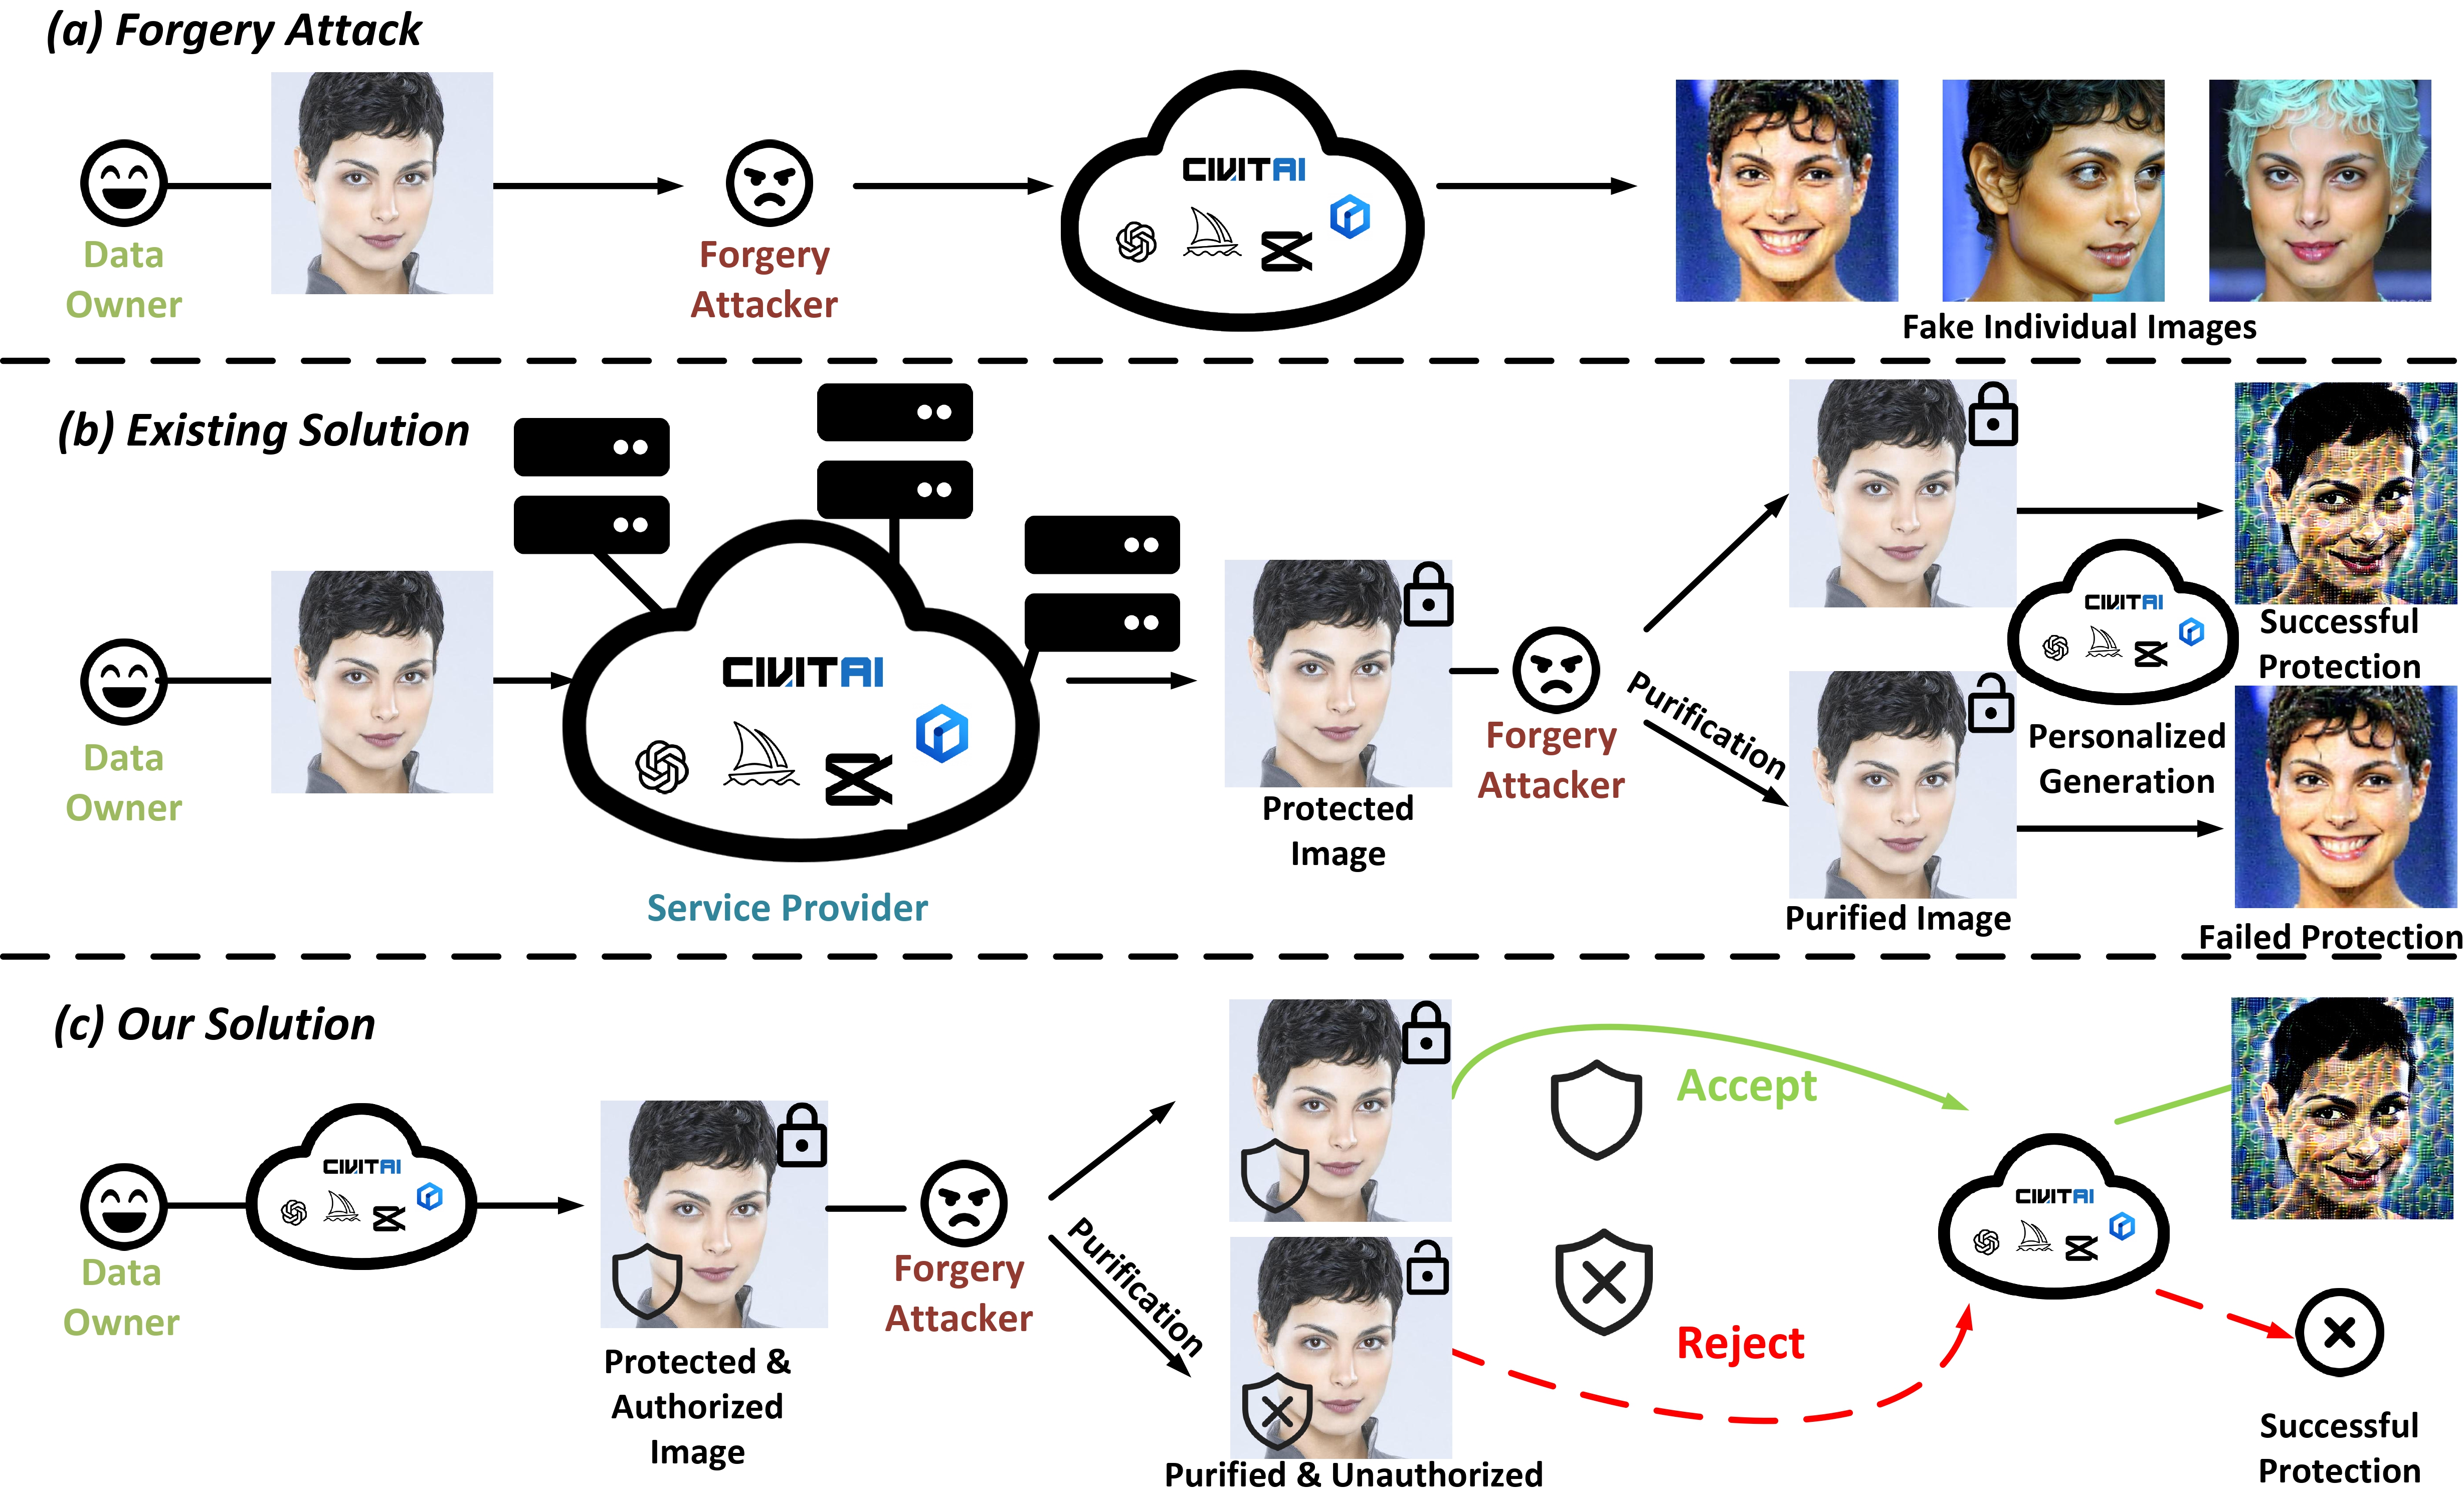 (a) Forgery Attack
CIVITAI
Data
Owner
Forgery
Attacker
Fake Individual Images
(b) Existing Solution
CIVITAI
Data
Owner
Service Provider
Protected
Image
Forgery
Attacker
Purification
Purified Image
CIVITAI
Personalized
Generation
Successful
Protection
Failed Protection
(c) Our Solution
CIVITAI
Data
Owner
Protected &
Authorized
Image
Forgery
Attacker
Purification
Purified & Unauthorized
Accept
Reject
CIVITAI
Successful
Protection